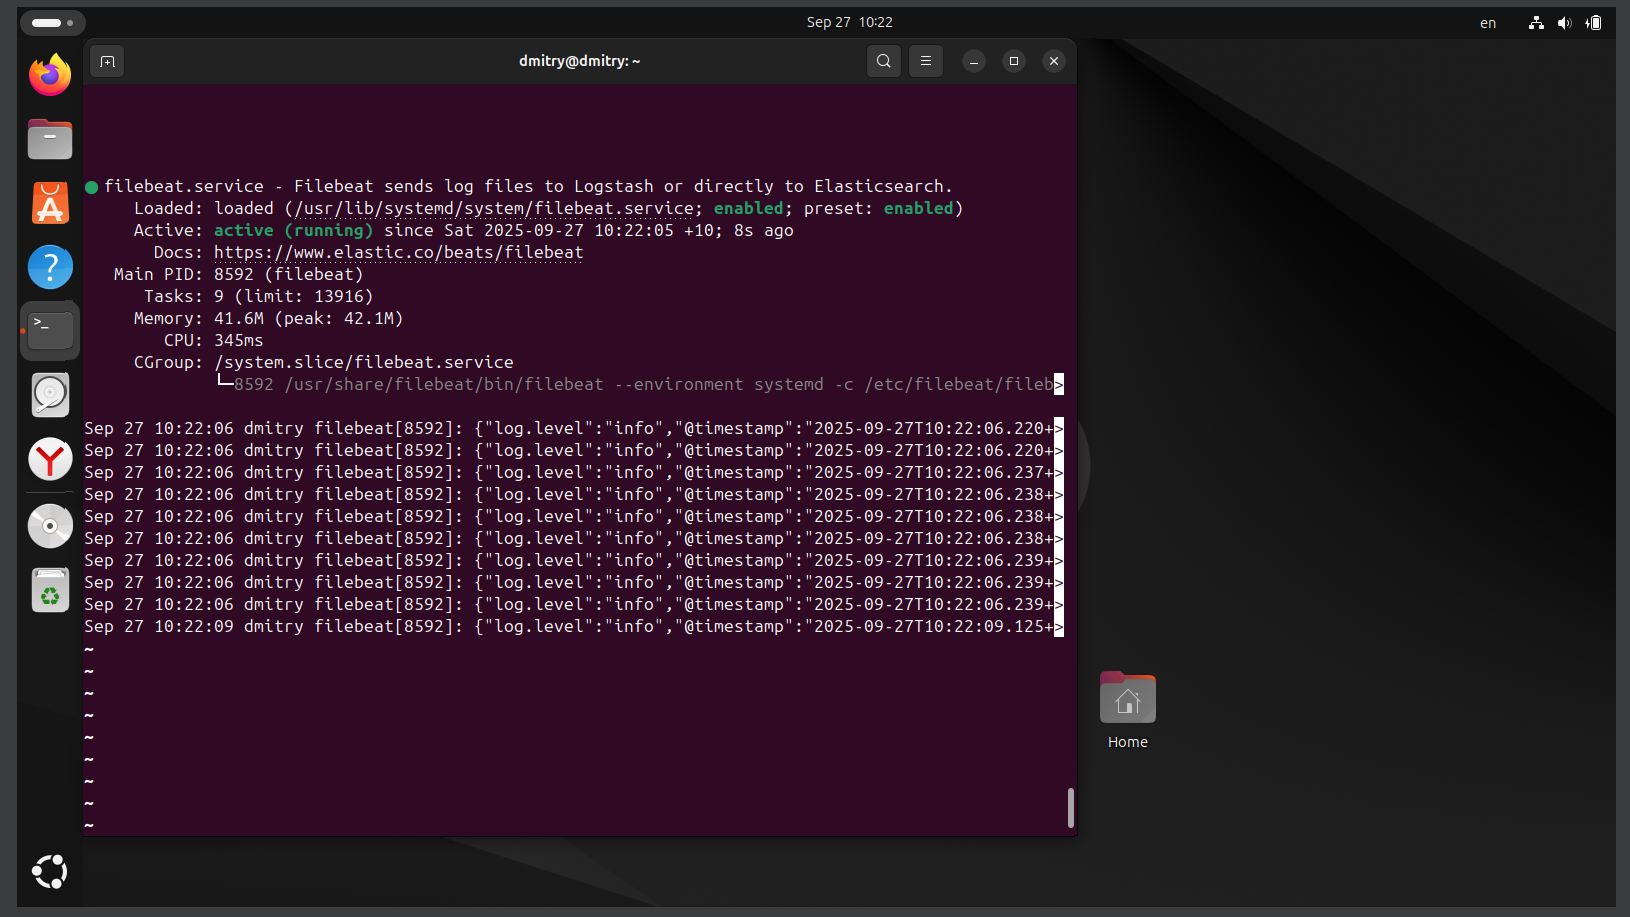 Sep 27 10:22
en
dmitry@dmitry: ~
● filebeat.service - Filebeat sends log files to Logstash or directly to Elasticsearch.
Loaded: loaded (/usr/lib/systemd/system/filebeat.service; enabled; preset: enabled)
Active: active (running) since Sat 2025-09-27 10:22:05 +10; 8s ago
Docs: https://www.elastic.co/beats/filebeat
Main PID: 8592 (filebeat)
Tasks: 9 (limit: 13916)
Memory: 41.6M (peak: 42.1M)
CPU: 345ms
CGroup: /system.slice/filebeat.service
└─8592 /usr/share/filebeat/bin/filebeat --environment systemd -c /etc/filebeat/fileb>
Sep 27 10:22:06 dmitry filebeat[8592]: {"log.level":"info","@timestamp":"2025-09-27T10:22:06.220+>
Sep 27 10:22:06 dmitry filebeat[8592]: {"log.level":"info","@timestamp":"2025-09-27T10:22:06.220+>
Sep 27 10:22:06 dmitry filebeat[8592]: {"log.level":"info","@timestamp":"2025-09-27T10:22:06.237+>
Sep 27 10:22:06 dmitry filebeat[8592]: {"log.level":"info","@timestamp":"2025-09-27T10:22:06.238+>
Sep 27 10:22:06 dmitry filebeat[8592]: {"log.level":"info","@timestamp":"2025-09-27T10:22:06.238+>
Sep 27 10:22:06 dmitry filebeat[8592]: {"log.level":"info","@timestamp":"2025-09-27T10:22:06.238+>
Sep 27 10:22:06 dmitry filebeat[8592]: {"log.level":"info","@timestamp":"2025-09-27T10:22:06.239+>
Sep 27 10:22:06 dmitry filebeat[8592]: {"log.level":"info","@timestamp":"2025-09-27T10:22:06.239+>
Sep 27 10:22:06 dmitry filebeat[8592]: {"log.level":"info","@timestamp":"2025-09-27T10:22:06.239+>
Sep 27 10:22:09 dmitry filebeat[8592]: {"log.level":"info","@timestamp":"2025-09-27T10:22:09.125+>
~
~
~
~
~
~
~
~
~
Home